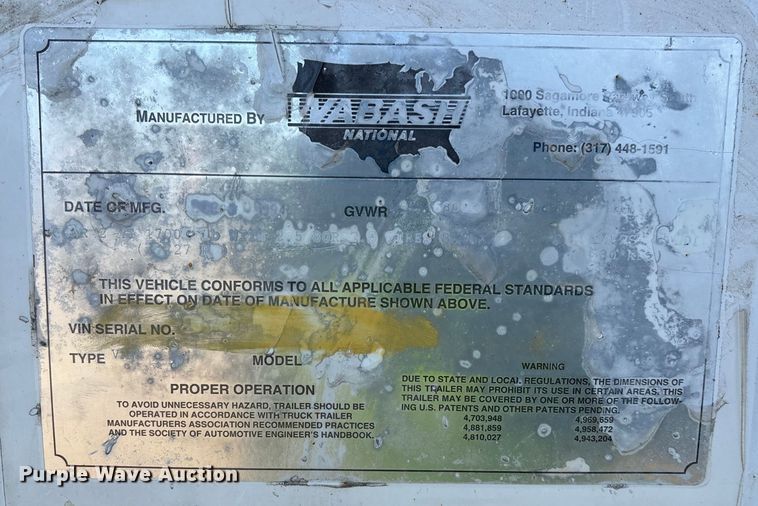 MANUFACTURED BY
WABASH
NATIONAL
1000 Sagamore
Lafayette, Indiana 47905
Phone: (317) 448-1591
DATE OF MFG.
GVWR
THIS VEHICLE CONFORMS TO ALL APPLICABLE FEDERAL STANDARDS
IN EFFECT ON DATE OF MANUFACTURE SHOWN ABOVE.
VIN SERIAL NO.
TYPE
MODEL
PROPER OPERATION
TO AVOID UNNECESSARY HAZARD, TRAILER SHOULD BE
OPERATED IN ACCORDANCE WITH TRUCK TRAILER
MANUFACTURERS ASSOCIATION RECOMMENDED PRACTICES
AND THE SOCIETY OF AUTOMOTIVE ENGINEER'S HANDBOOK.
WARNING
DUE TO STATE AND LOCAL REGULATIONS, THE DIMENSIONS OF
THIS TRAILER MAY PROHIBIT ITS USE IN CERTAIN AREAS. THIS
TRAILER MAY BE COVERED BY ONE OR MORE OF THE FOLLOW-
ING U.S. PATENTS AND OTHER PATENTS PENDING.
4,703,948 4,969,659
4,881,859 4,958,472
4,810,027 4,943,204
Purple Wave Auction